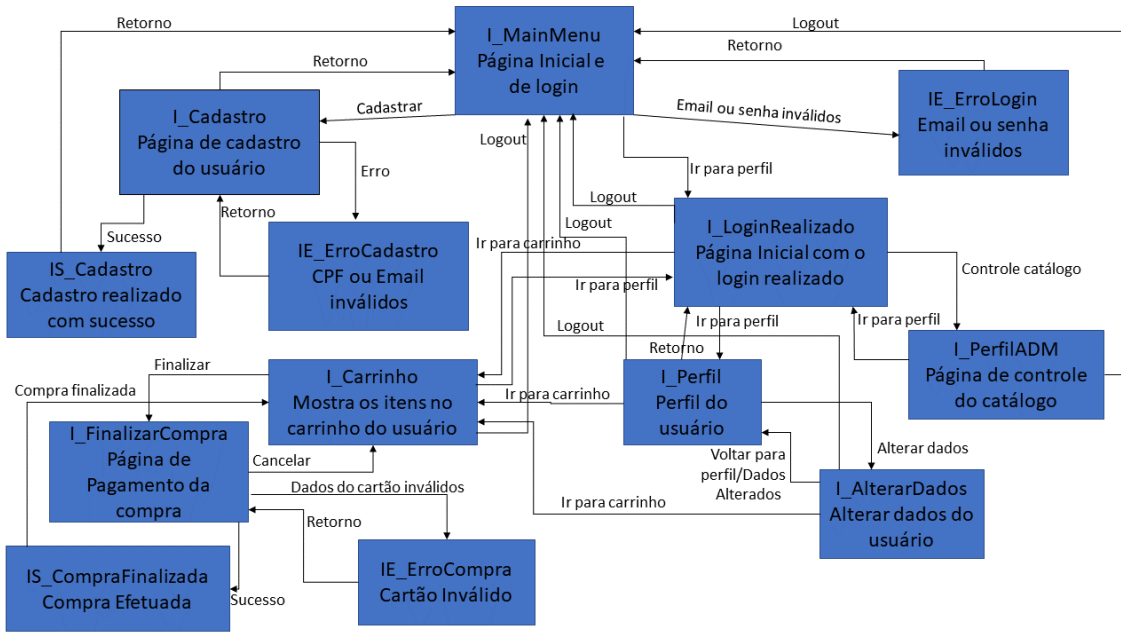 Retorno
I_MainMenu
Página Inicial e
de login
Logout
Retorno
Retorno
IE_ErroLogin
Email ou senha
inválidos
Cadastrar
Email ou senha inválidos
I_Cadastro
Página de cadastro
do usuário
Logout
Erro
Ir para perfil
Retorno
Logout
Logout
Sucesso
I_LoginRealizado
Página Inicial com o
login realizado
IE_ErroCadastro
CPF ou Email
inválidos
Ir para carrinho
IS_Cadastro
Cadastro realizado
com sucesso
Controle catálogo
Ir para perfil
Logout
Ir para perfil
Ir para perfil
Retorno
I_PerfilADM
Página de controle
do catálogo
Finalizar
I_Carrinho
Mostra os itens no
carrinho do usuário
I_Perfil
Perfil do
usuário
Compra finalizada
Ir para carrinho
I_FinalizarCompra
Página de
Pagamento da
compra
Cancelar
Alterar dados
Voltar para
perfil/Dados
Alterados
Dados do cartão inválidos
Ir para carrinho
I_AlterarDados
Alterar dados do
usuário
Retorno
IS_CompraFinalizada
Compra Efetuada
Sucesso
IE_ErroCompra
Cartão Inválido